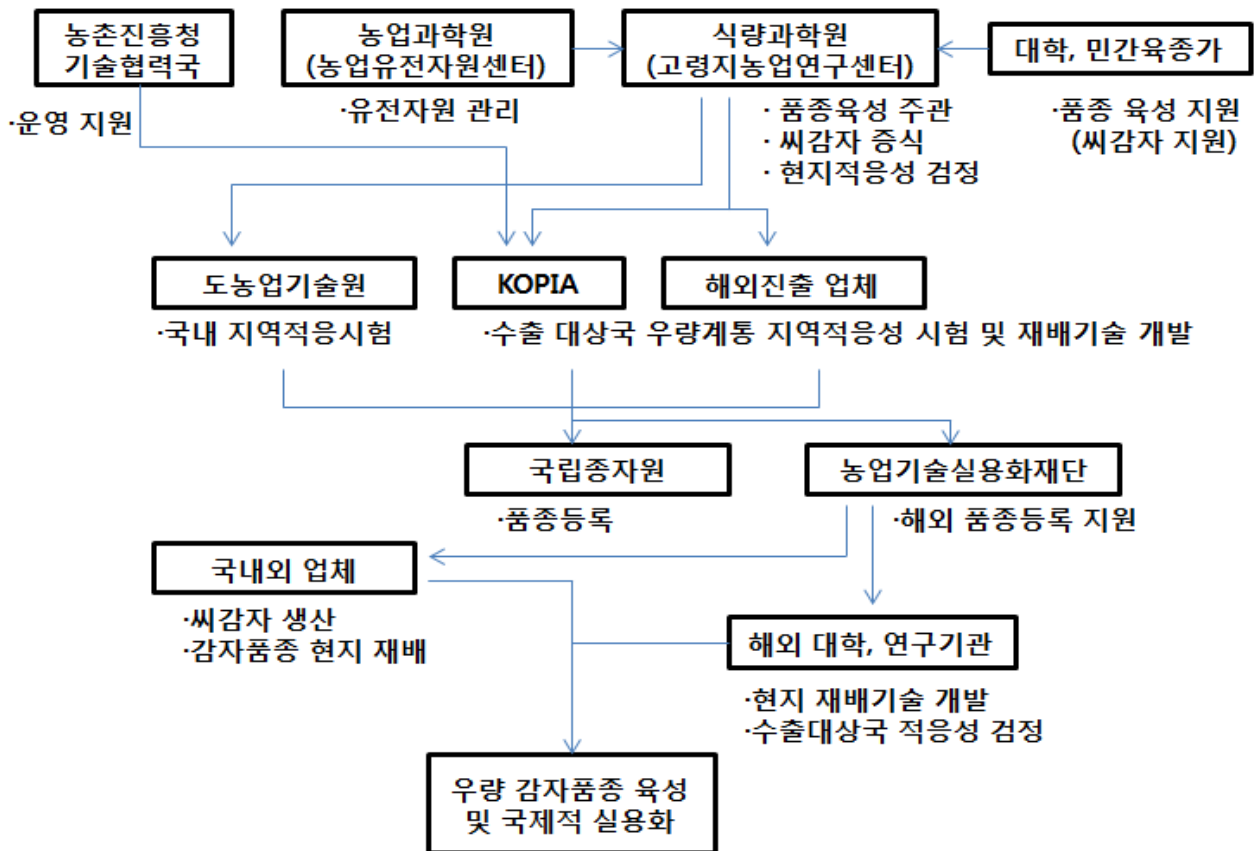 농촌진흥청
기술협력국
농업과학원
(농업유전자원센터)
식량과학원
(고령지농업연구센터)
대학, 민간육종가
·운영 지원
·유전자원 관리
· 품종육성 주관
· 씨감자 증식
· 현지적응성 검정
·품종 육성 지원
(씨감자 지원)
도농업기술원
KOPIA
해외진출 업체
·국내 지역적응시험
·수출 대상국 우량계통 지역적응성 시험 및 재배기술 개발
국립종자원
농업기술실용화재단
·품종등록
·해외 품종등록 지원
국내외 업체
·씨감자 생산
·감자품종 현지 재배
해외 대학, 연구기관
·현지 재배기술 개발
·수출대상국 적응성 검정
우량 감자품종 육성
및 국제적 실용화